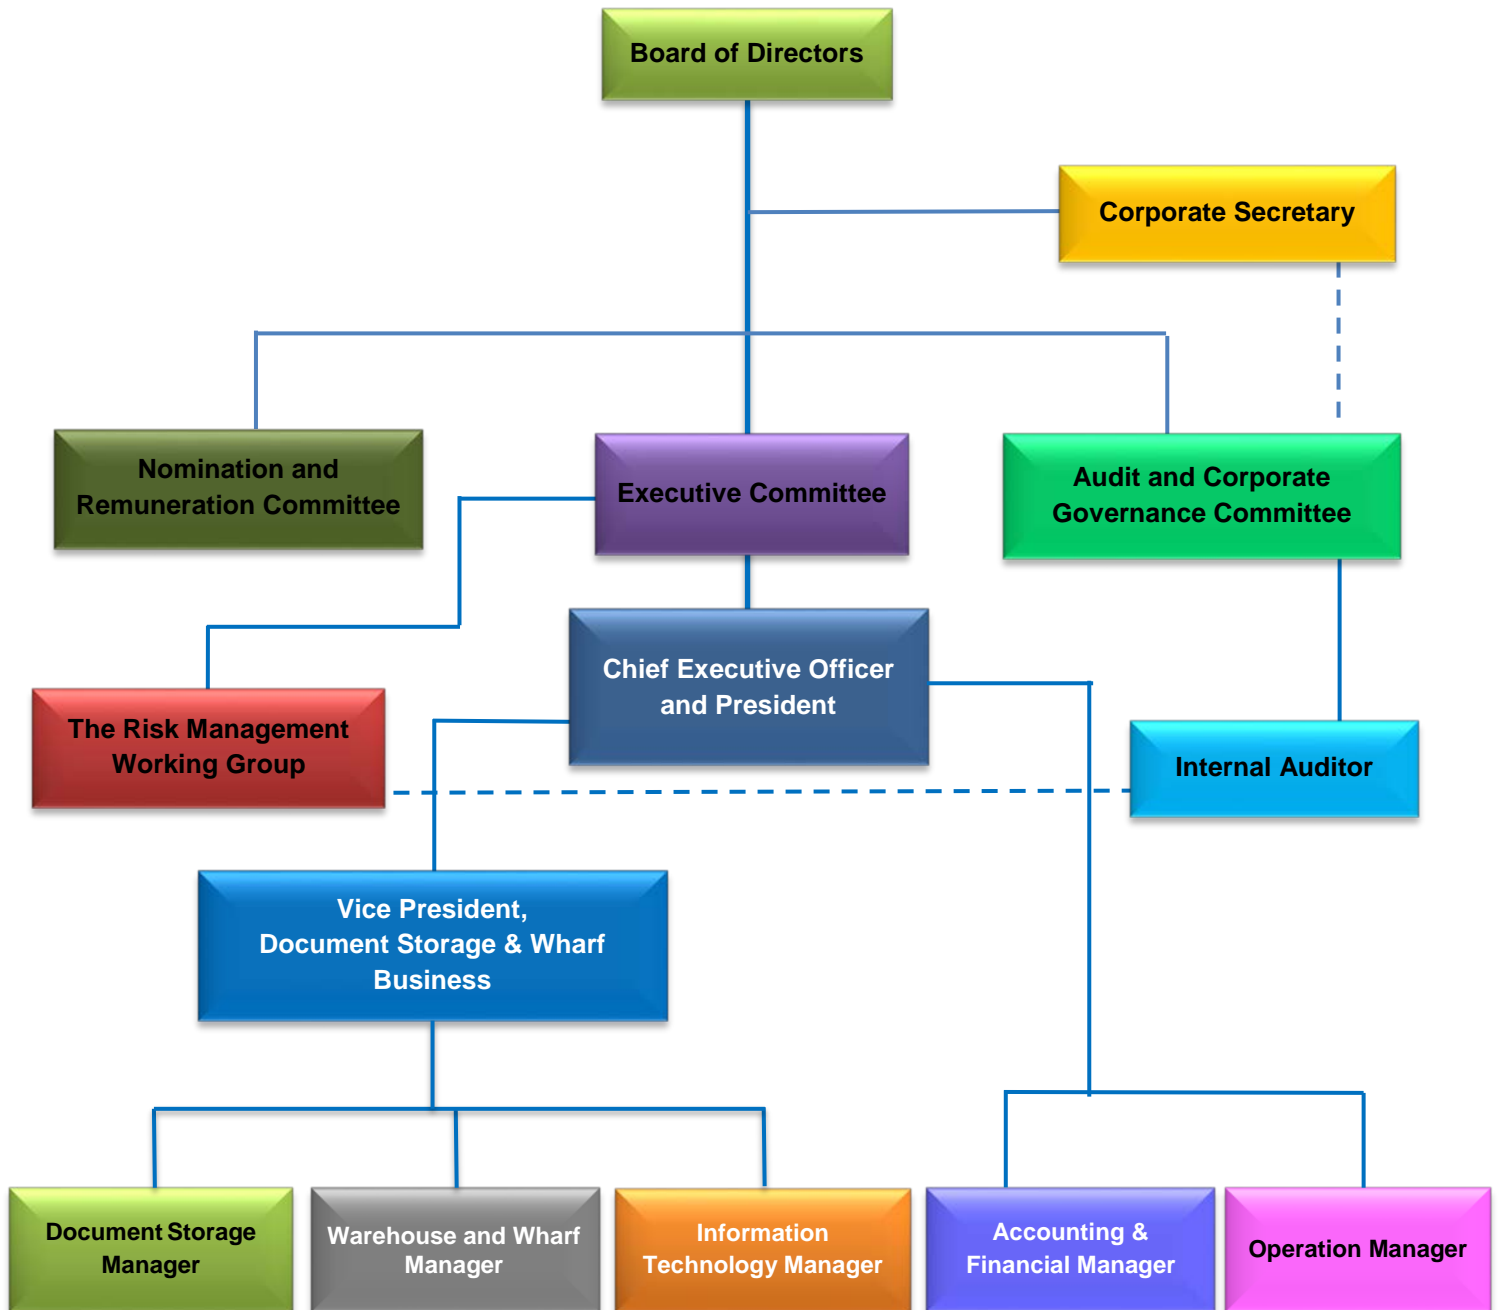 Board of Directors
Corporate Secretary
Nomination and
Remuneration Committee
Executive Committee
Audit and Corporate
Governance Committee
Chief Executive Officer
and President
The Risk Management
Working Group
Internal Auditor
Vice President,
Document Storage & Wharf
Business
Document Storage
Manager
Warehouse and Wharf
Manager
Information
Technology Manager
Accounting &
Financial Manager
Operation Manager